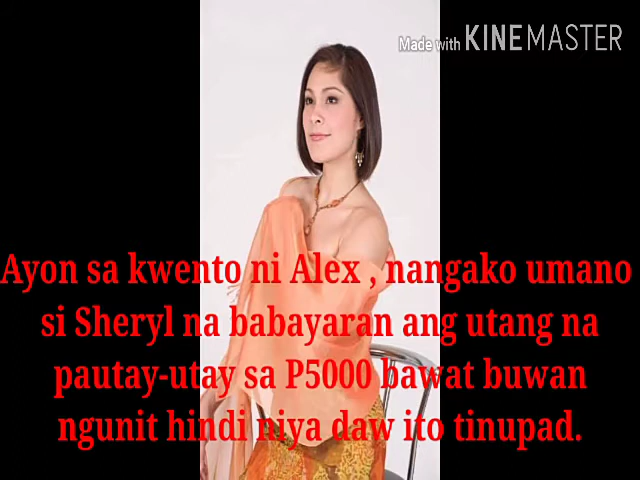 Made with KINEMASTER
Ayon sa kwento ni Alex , nangako umano
si Sheryl na babayaran ang utang na
pautay-utay sa P5000 bawat buwan
ngunit hindi niya daw ito tinupad.